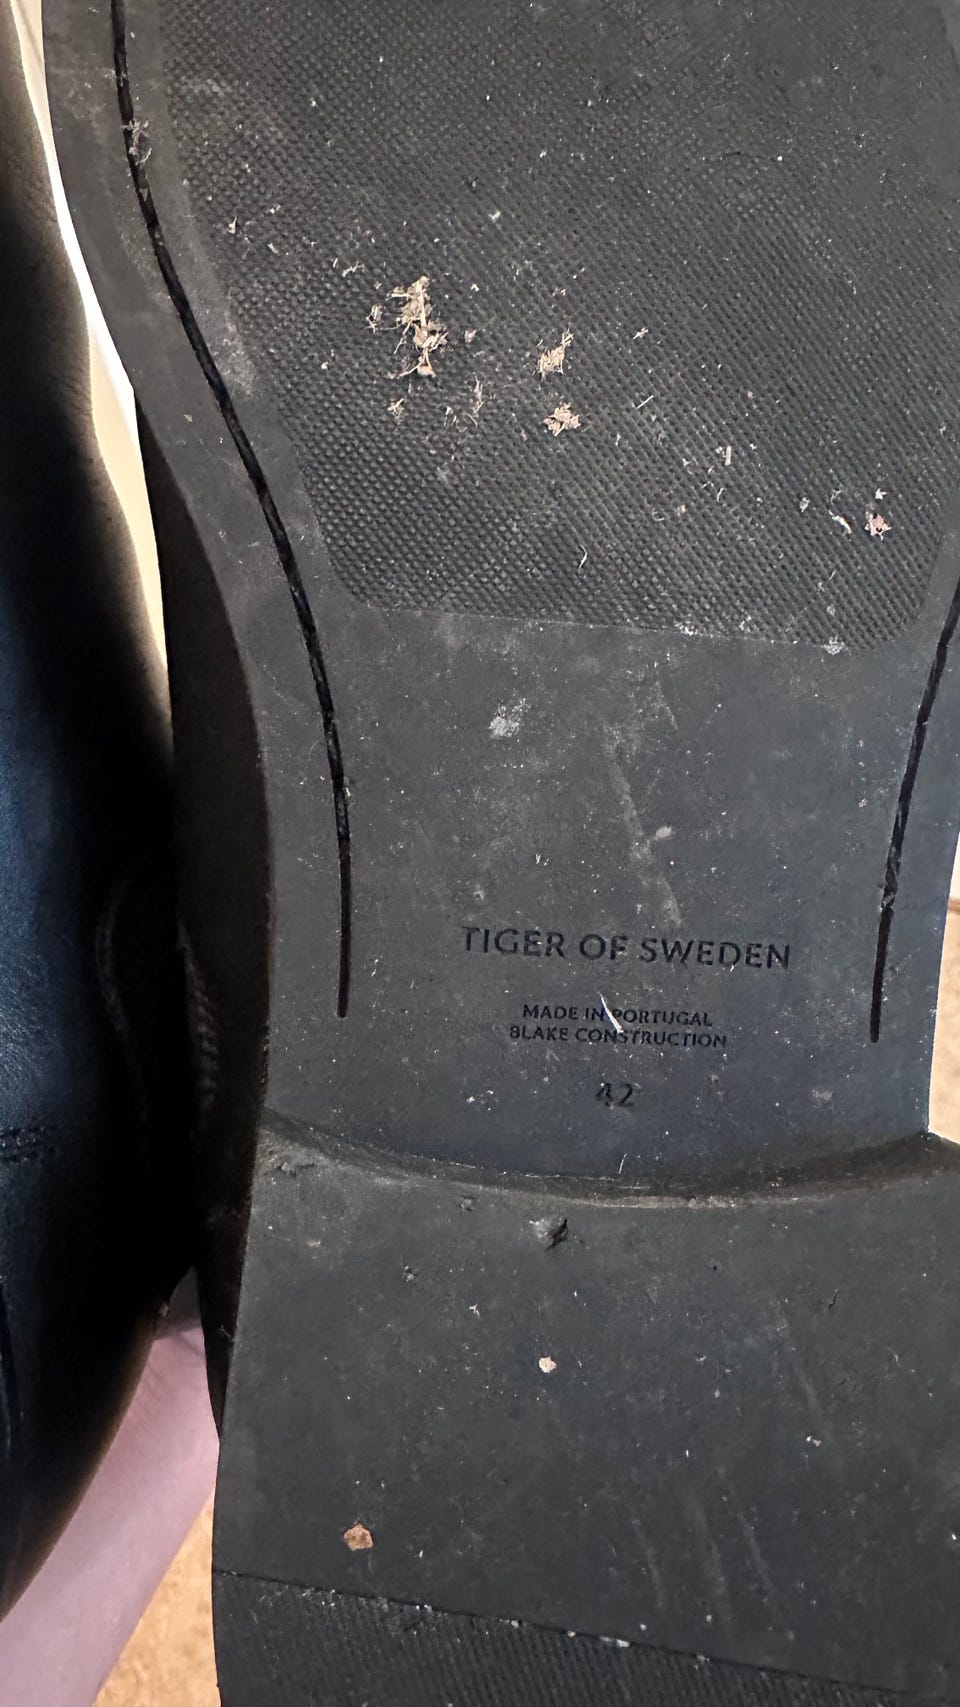 TIGER OF SWEDEN
MADE IN PORTUGAL
BLAKE CONSTRUCTION
42